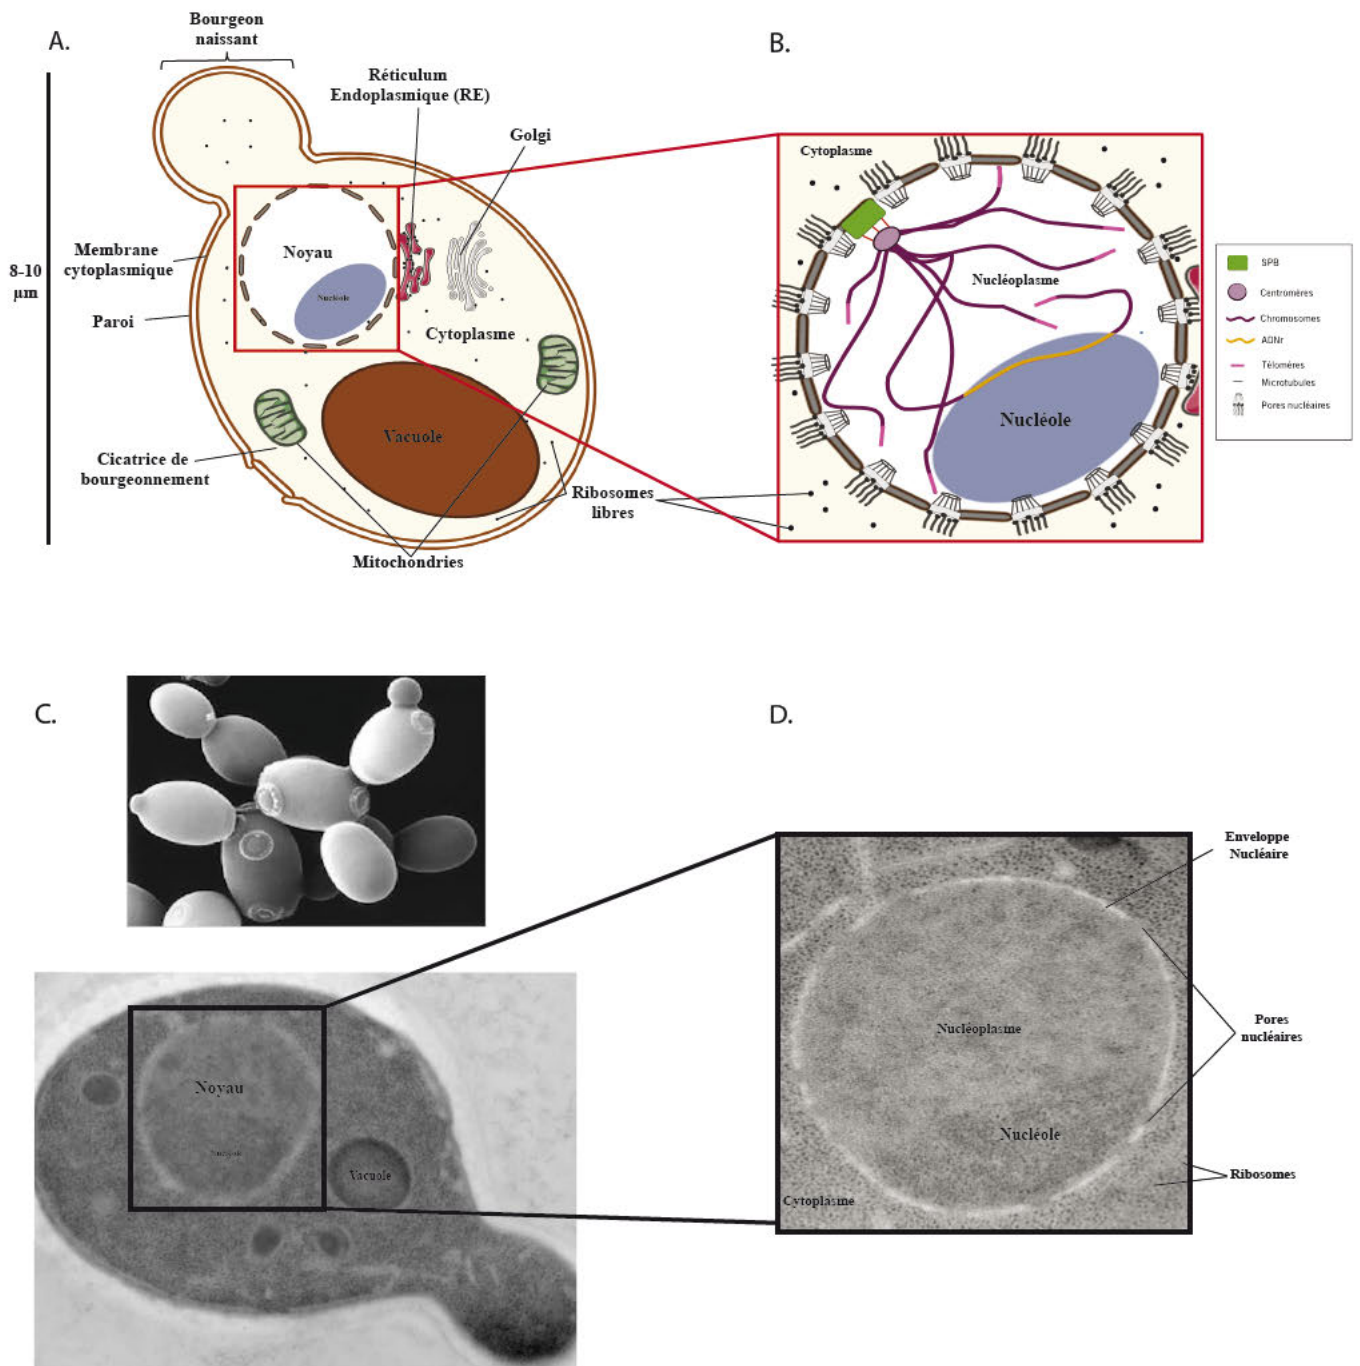 A.
Bourgeon
naissant
Réticulum
Endoplasmique (RE)
Golgi
Noyau
Nucléole
Membrane
cytoplasmique
8-10
µm
Paroi
Cytoplasme
Vacuole
Cicatrice de
bourgeonnement
Ribosomes
libres
Mitochondries
B.
Cytoplasme
Nucléoplasme
Nucléole
SPB
Centromères
Chromosomes
ADNr
Télomères
Microtubules
Pores nucléaires
C.
Noyau
Nucléole
Vacuole
D.
Enveloppe
Nucléaire
Nucléoplasme
Pores
nucléaires
Nucléole
Ribosomes
Cytoplasme